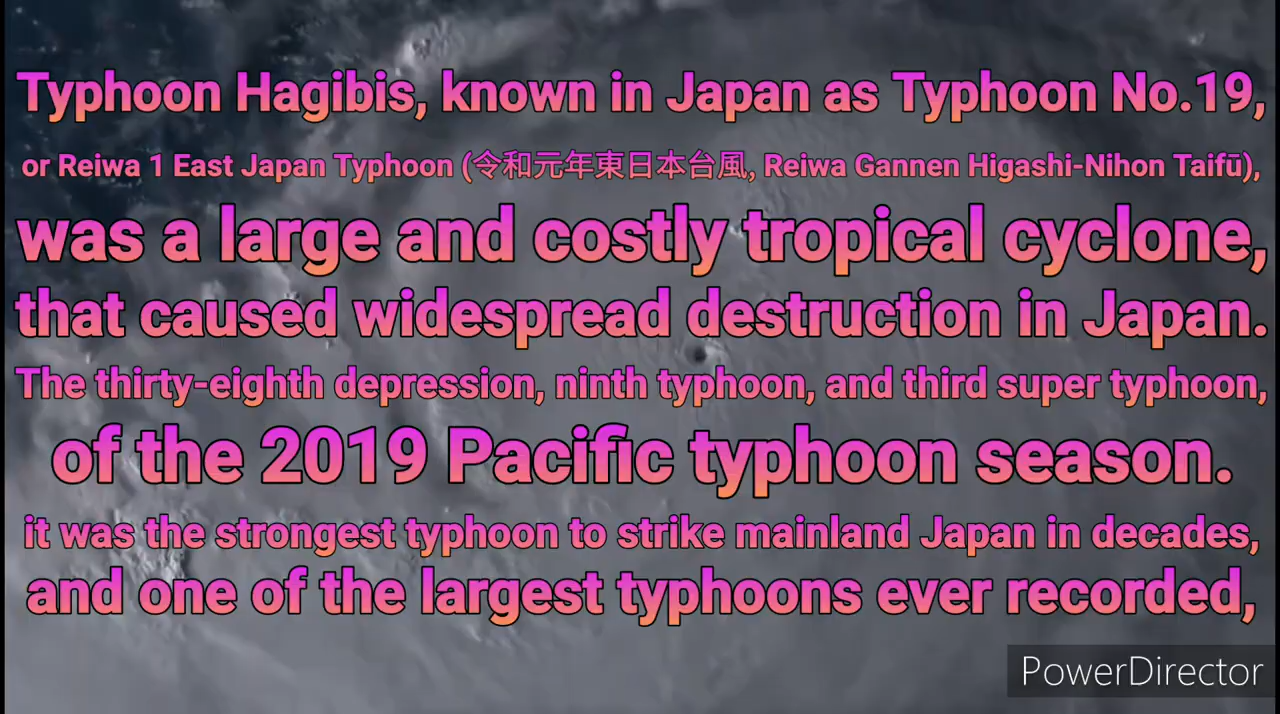 Typhoon Hagibis, known in Japan as Typhoon No.19,
or Reiwa 1 East Japan Typhoon (令和元年東日本台風, Reiwa Gannen Higashi-Nihon Taifū),
was a large and costly tropical cyclone,
that caused widespread destruction in Japan.
The thirty-eighth depression, ninth typhoon, and third super typhoon,
of the 2019 Pacific typhoon season.
it was the strongest typhoon to strike mainland Japan in decades,
and one of the largest typhoons ever recorded,
PowerDirector